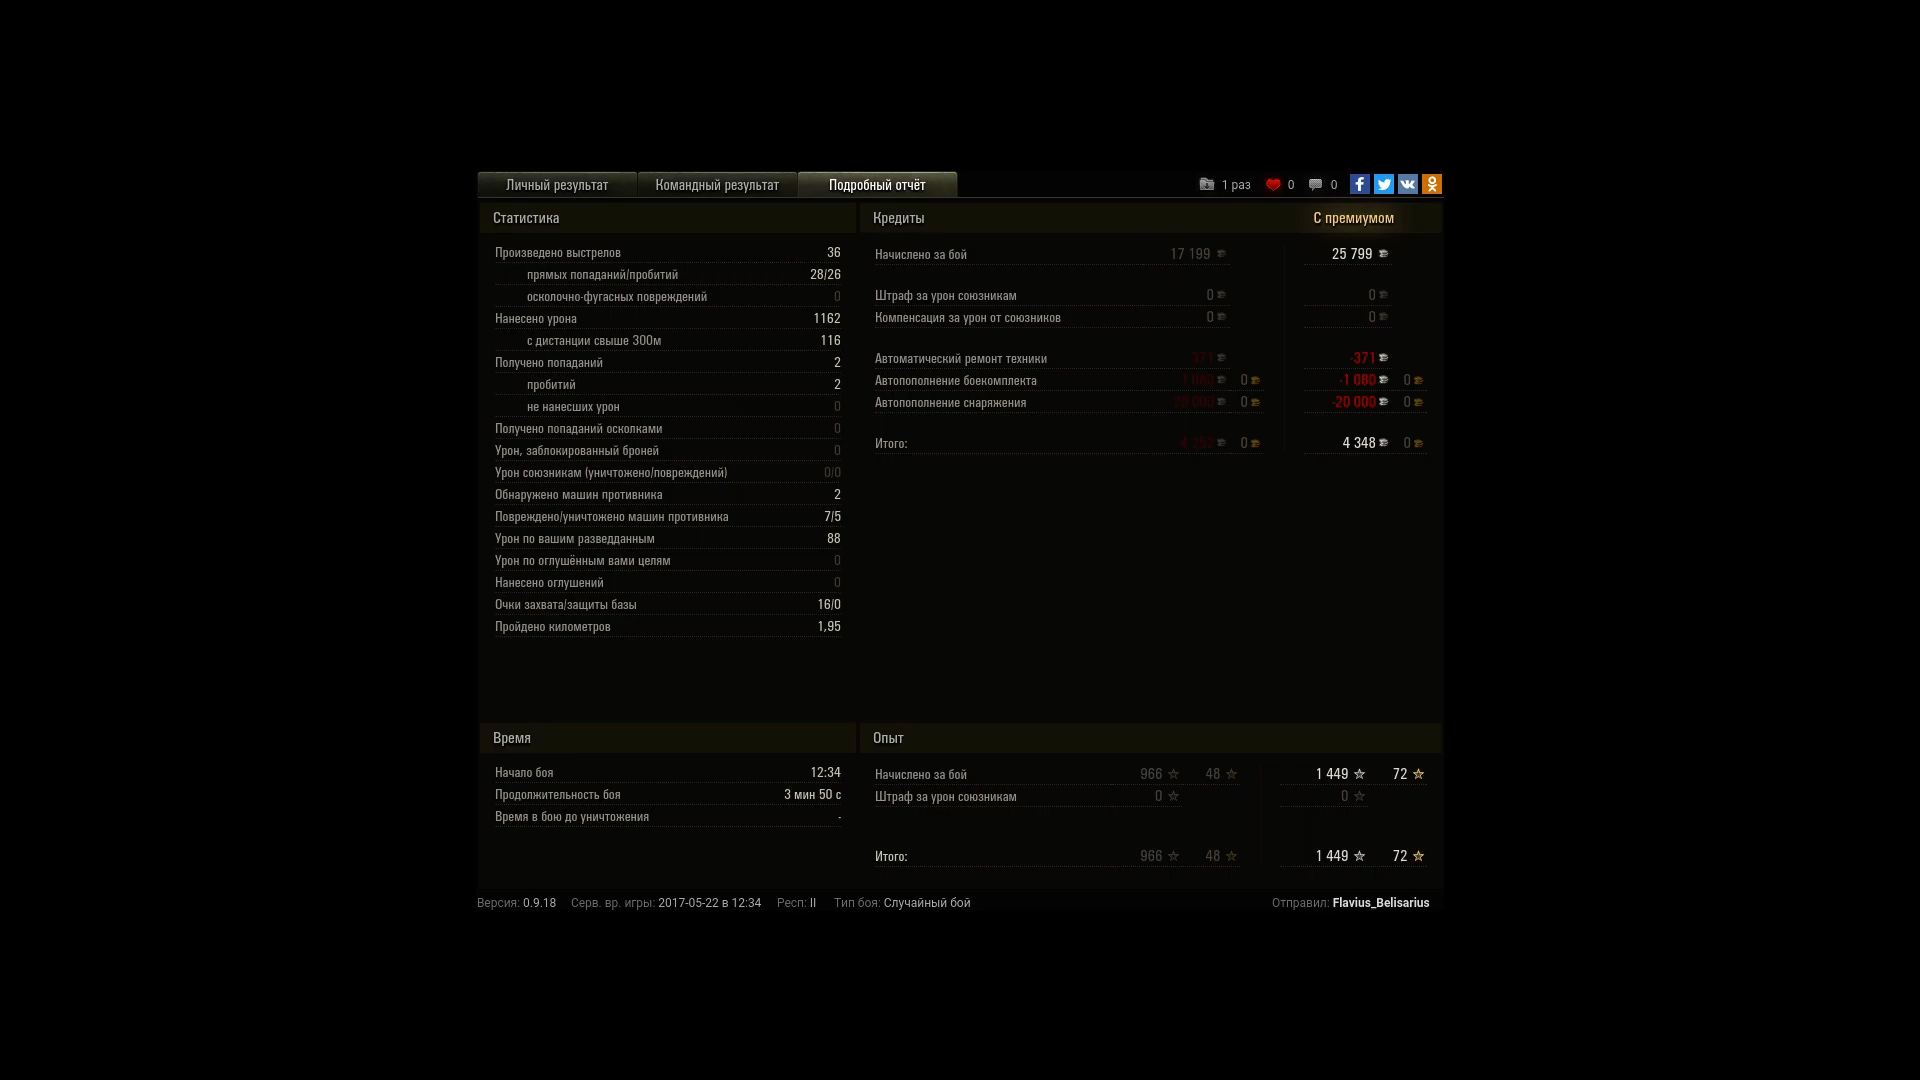 Личный результат Командный результат Подробный отчёт 1 раз 0 0
Статистика
Произведено выстрелов 36
прямых попаданий/пробитий 28/26
осколочно-фугасных повреждений 0
Нанесено урона 1162
с дистанции свыше 300м 116
Получено попаданий 2
пробитий 2
не нанесших урон 0
Получено попаданий осколками 0
Урон, заблокированный броней 0
Урон союзникам (уничтожено/повреждений) 0/0
Обнаружено машин противника 2
Повреждено/уничтожено машин противника 7/5
Урон по вашим разведданным 88
Урон по оглушённым вами целям 0
Нанесено оглушений 0
Очки захвата/защиты базы 16/0
Пройдено километров 1,95
Кредиты С премиумом
Начислено за бой 17 199 25 799
Штраф за урон союзникам 0 0
Компенсация за урон от союзников 0 0
Автоматический ремонт техники -371 -371
Автопополнение боекомплекта -1 080 0 -1 080 0
Автопополнение снаряжения -20 000 0 -20 000 0
Итого: -4 252 0 4 348 0
Время
Начало боя 12:34
Продолжительность боя 3 мин 50 с
Время в бою до уничтожения -
Опыт
Начислено за бой 966 48 1 449 72
Штраф за урон союзникам 0 0
Итого: 966 48 1 449 72
Версия: 0.9.18 Серв. вр. игры: 2017-05-22 в 12:34 Респ: II Тип боя: Случайный бой Отправил: Flavius_Belisarius